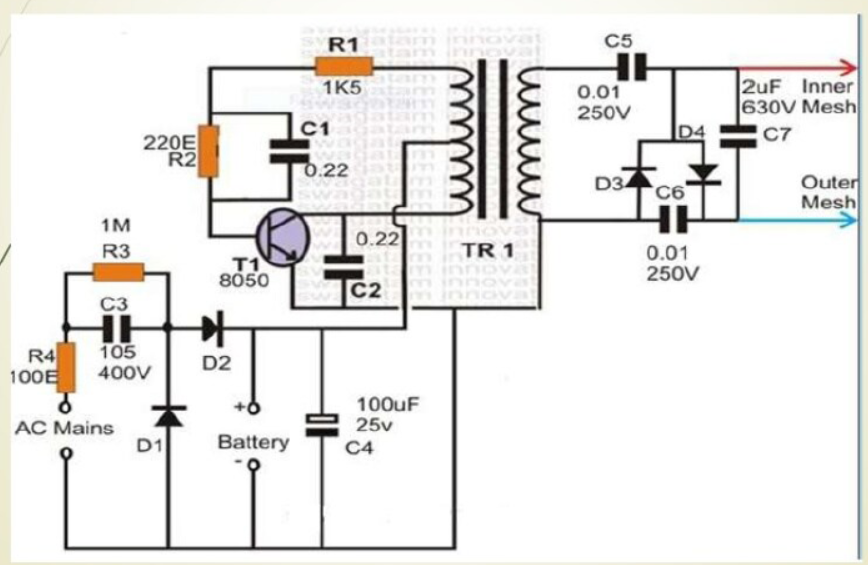 swagatam innovat
R1
1K5
C5
0.01
250V
2uF Inner
630V Mesh
C7
D4
220E
R2
C1
0.22
D3
C6
Outer
Mesh
0.01
250V
1M
R3
T1
8050
0.22
C2
TR 1
C3
105
400V
R4
100E
D2
AC Mains
D1
+
Battery
-
100uF
25v
C4